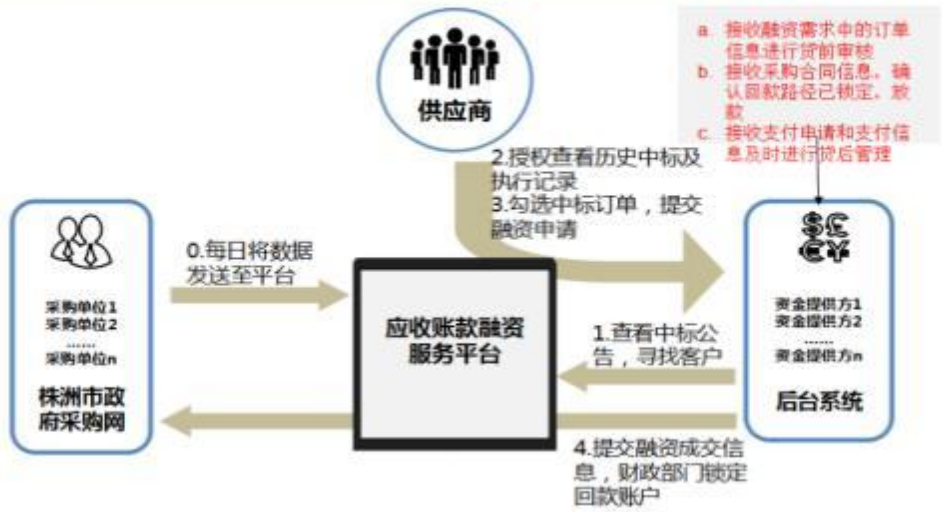 供应商
a. 接收融资需求中的订单
信息进行贷前审核
b. 接收采购合同信息。确
认回款路径已锁定。放
款
c. 接收支付申请和支付信
息及时进行贷后管理
2.授权查看历史中标及
执行记录
3.勾选中标订单，提交
融资申请
0.每日将数据
发送至平台
采购单位1
采购单位2
……
采购单位n
株洲市政
府采购网
应收账款融资
服务平台
1.查看中标公
告，寻找客户
$£
€¥
资金提供方1
资金提供方2
……
资金提供方n
后台系统
4.提交融资成交信
息，财政部门锁定
回款账户